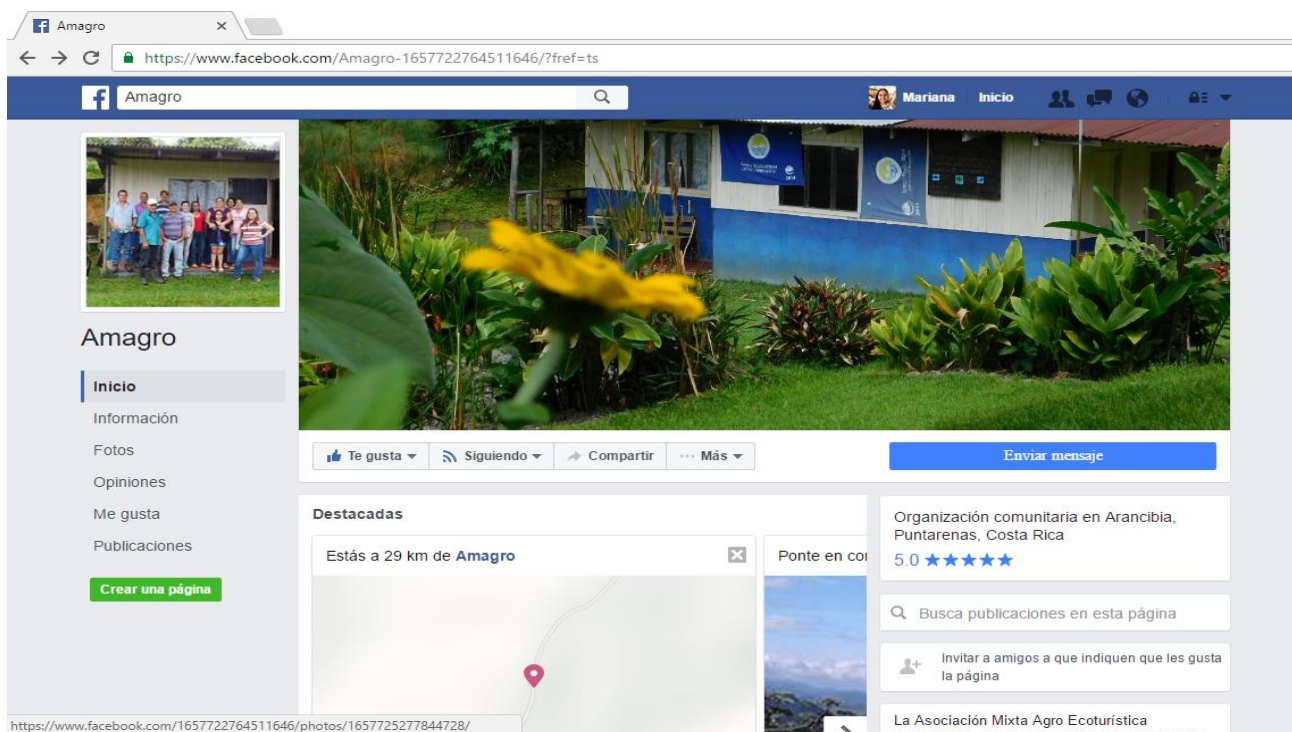 Amagro
https://www.facebook.com/Amagro-1657722764511646/?fref=ts
Amagro
Mariana Inicio
Amagro
Inicio
Información
Fotos
Opiniones
Me gusta
Publicaciones
Crear una página
Te gusta Siguiendo Compartir Más
Enviar mensaje
Destacadas
Estás a 29 km de Amagro
Ponte en con
Organización comunitaria en Arancibia,
Puntarenas, Costa Rica
5.0 ★★★★★
Busca publicaciones en esta página
Invitar a amigos a que indiquen que les gusta
la página
La Asociación Mixta Agro Ecoturística
https://www.facebook.com/1657722764511646/photos/1657725277844728/